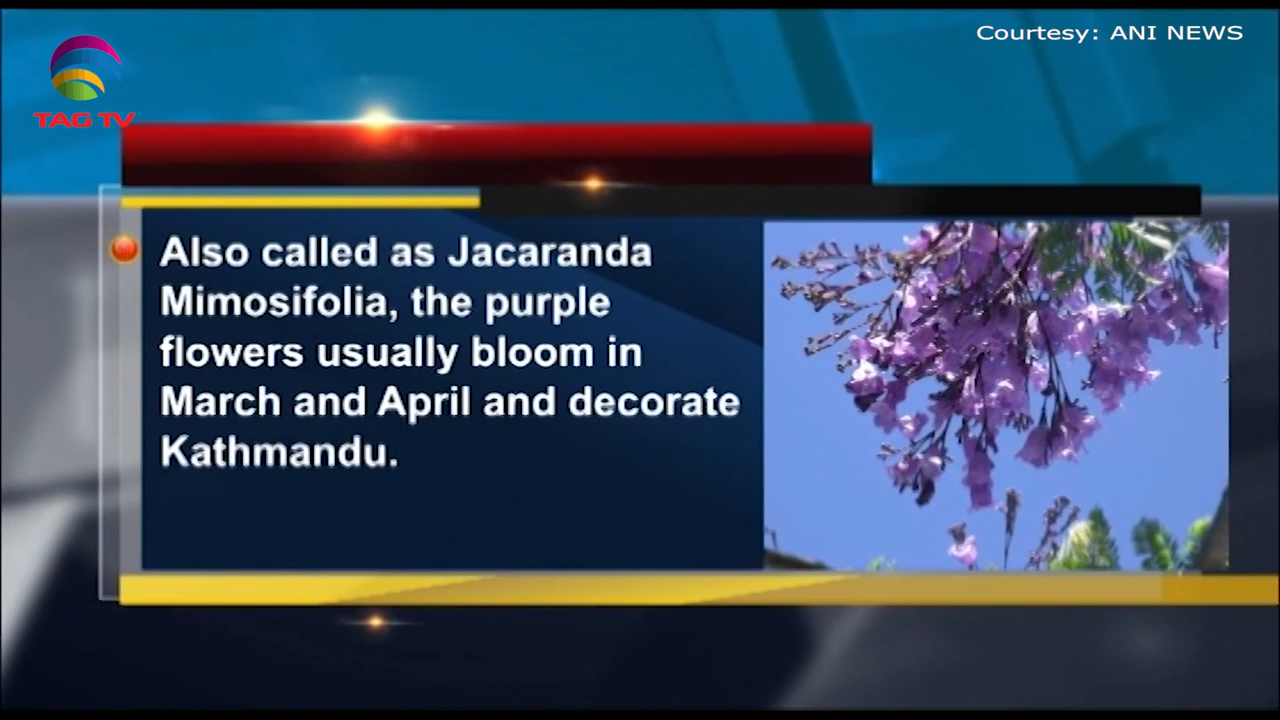 Courtesy: ANI NEWS
TAG TV
Also called as Jacaranda
Mimosifolia, the purple
flowers usually bloom in
March and April and decorate
Kathmandu.